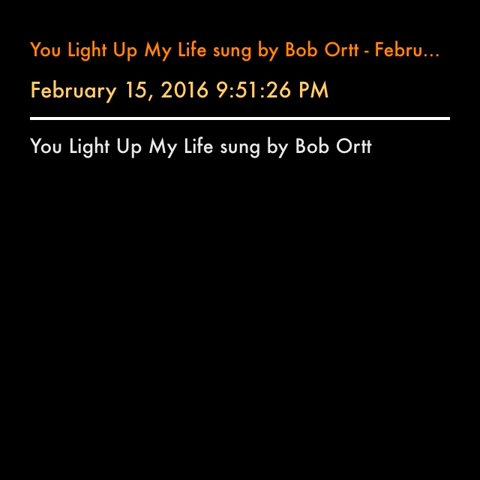 You Light Up My Life sung by Bob Ortt - Febru...
February 15, 2016 9:51:26 PM
You Light Up My Life sung by Bob Ortt